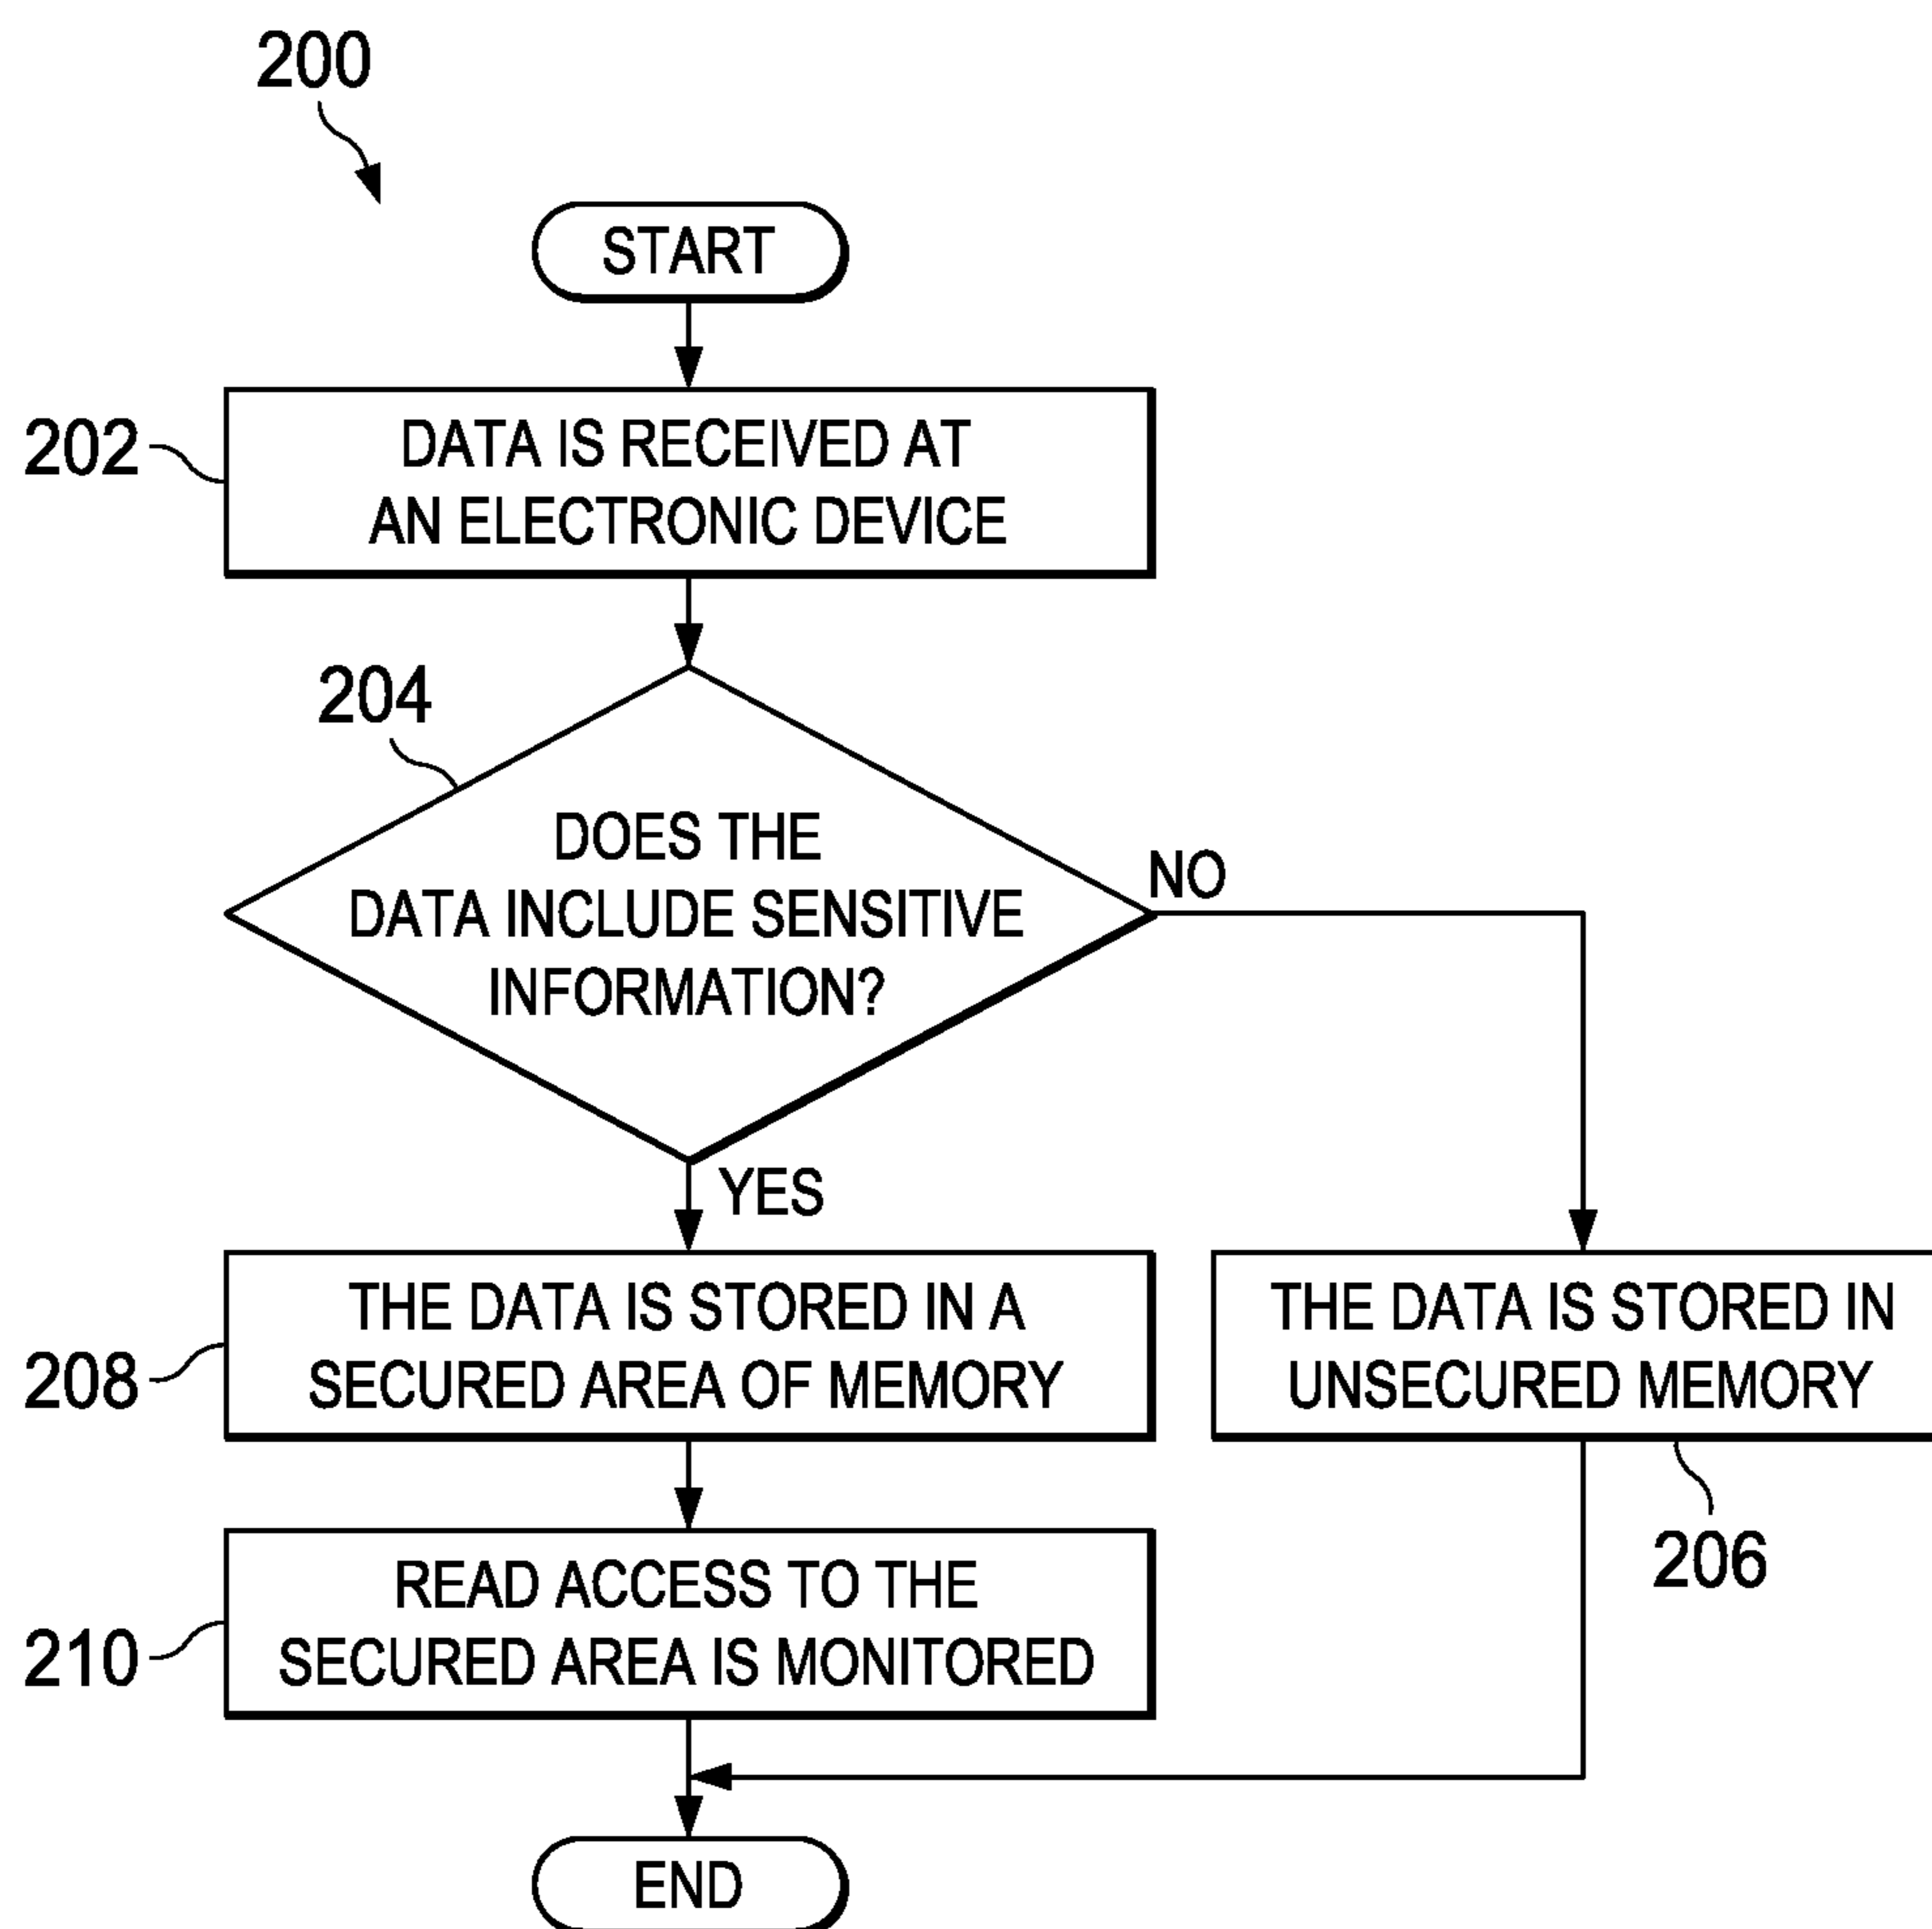 200
START
202
DATA IS RECEIVED AT
AN ELECTRONIC DEVICE
204
DOES THE
DATA INCLUDE SENSITIVE
INFORMATION?
NO
YES
208
THE DATA IS STORED IN A
SECURED AREA OF MEMORY
THE DATA IS STORED IN
UNSECURED MEMORY
206
210
READ ACCESS TO THE
SECURED AREA IS MONITORED
END